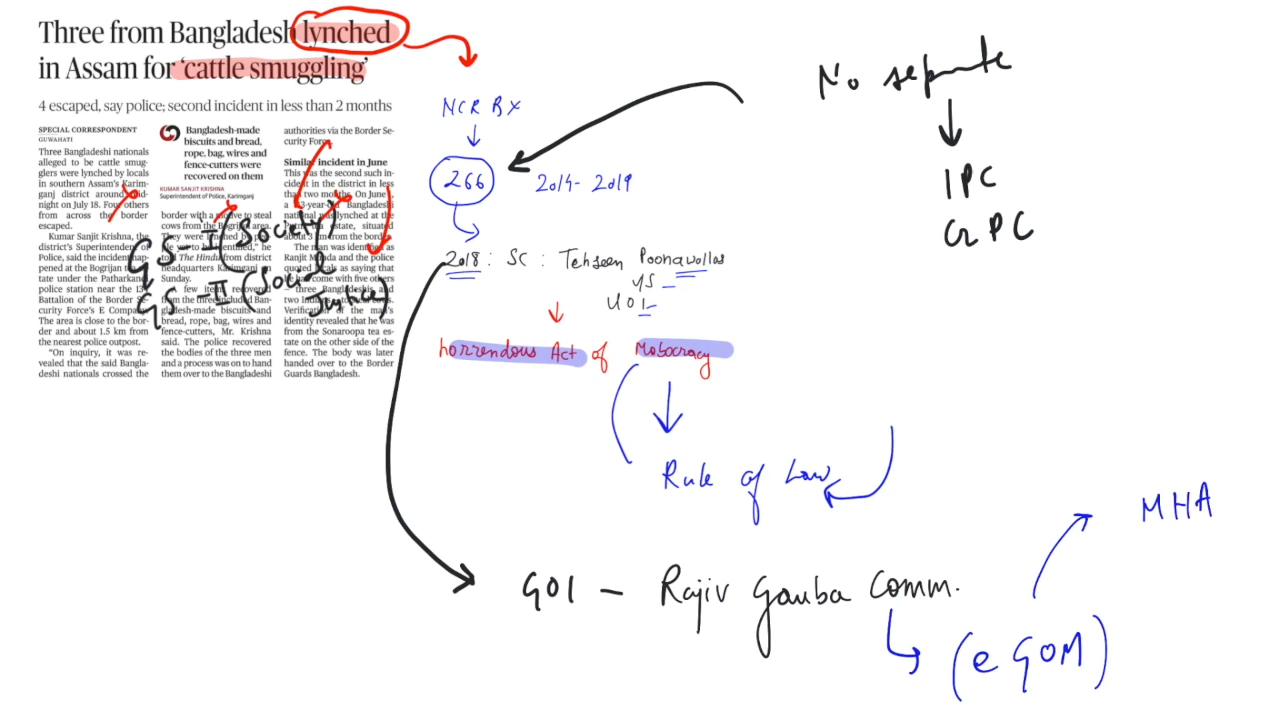 Three from Bangladesh lynched
in Assam for 'cattle smuggling'
4 escaped, say police; second incident in less than 2 months
SPECIAL CORRESPONDENT
GUWAHATI
Three Bangladeshi nationals
alleged to be cattle smug-
glers were lynched by locals
in southern Assam's Karim-
ganj district around mid-
night on July 18. Four others
from across the border
escaped.
Kumar Sanjit Krishna, the
district's Superintendent of
Police, said the incident hap-
pened at the Bogrijan
tate under the Patharkan
police station near the 13
Battalion of the Border Se-
curity Force's E Company
The area is close to the bor-
der and about 1.5 km from
the nearest police outpost.
"On inquiry, it was re-
vealed that the said Bangla-
deshi nationals crossed the
Bangladesh-made
biscuits and bread,
rope, bag, wires and
fence-cutters were
recovered on them
KUMAR SANJIT KRISHNA
Superintendent of Police, Karimganj
border with a motive to steal
cows from the Bogrijan area.
They were
he
told The Hindu from district
headquarters Karimganj on
Sunday.
A few items recovered
from the three included Ban-
gladesh-made biscuits and
bread, rope, bag, wires and
fence-cutters, Mr. Krishna
said. The police recovered
the bodies of the three men
and a process was on to hand
them over to the Bangladeshi
authorities via the Border Se-
curity Force.
Similar incident in June
This was the second such in-
cident in the district in less
than two months. On June 1,
a 43-year-old Bangladeshi
national was lynched at the
estate, situated
about 3 km from the border.
The man was identified as
Ranjit Munda and the police
quoted locals as saying that
he had come with five others
three Bangladeshis and
two Indians
Verification of the man's
identity revealed that he was
from the Sonaroopa tea es-
tate on the other side of the
fence. The body was later
handed over to the Border
Guards Bangladesh.
GS-I (Society)
GS-II (Social
Justice)
NCRBX
266
2014-2019
2018: SC: Tehseen Poonawollas
VS
UOI
horrendous Act of Mobocracy
Rule of Law
No separate
IPC
CrPC
GOI - Rajiv Gauba Comm.
(eGOM)
MHA